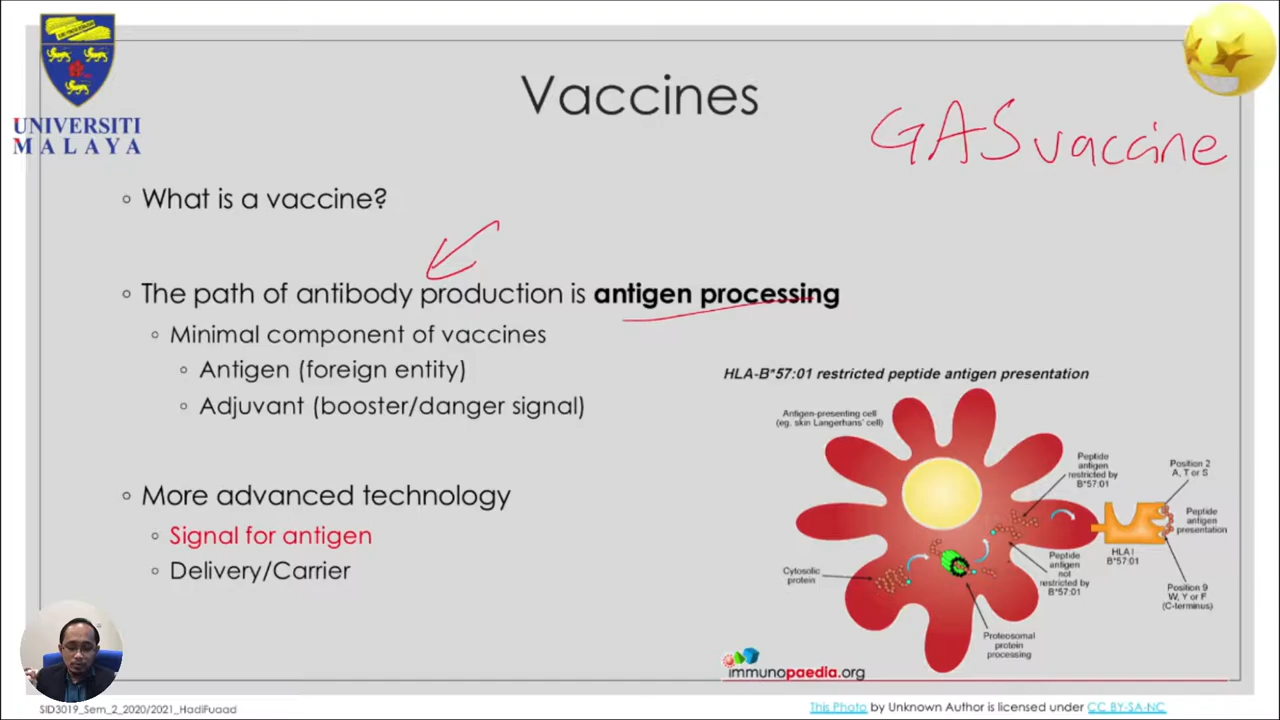 UNIVERSITI
MALAYA
Vaccines
GAS vaccine
◦ What is a vaccine?
◦ The path of antibody production is antigen processing
◦ Minimal component of vaccines
◦ Antigen (foreign entity)
◦ Adjuvant (booster/danger signal)
◦ More advanced technology
◦ Signal for antigen
◦ Delivery/Carrier
HLA-B*57:01 restricted peptide antigen presentation
Antigen-presenting cell
(eg. skin Langerhans' cell)
Peptide
antigen
restricted by
B*57:01
Position 2
A, T or S
Peptide
antigen
presentation
HLA I
B*57:01
Peptide
antigen
not
restricted by
B*57:01
Position 9
W, Y or F
(C-terminus)
Cytosolic
protein
Proteosomal
protein
processing
immunopaedia.org
SID3019_Sem_2_2020/2021_HadiFuaad
This Photo by Unknown Author is licensed under CC BY-SA-NC